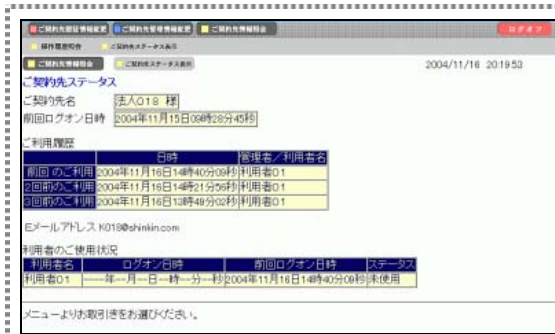 ご契約先認証情報変更 ご契約先管理情報変更 ご契約先情報照会 ログオフ
操作履歴照会 ご契約先ステータス表示
ご契約先情報照会 ご契約先ステータス表示 2004/11/16 20:19:53
ご契約先ステータス
ご契約先名 法人018 様
前回ログオン日時 2004年11月15日09時28分45秒
ご利用履歴
日時 管理者/利用者名
前回のご利用 2004年11月16日14時40分09秒 利用者01
2回前のご利用 2004年11月16日14時21分56秒 利用者01
3回前のご利用 2004年11月16日13時49分02秒 利用者01
Eメールアドレス K018@shinkin.com
利用者のご使用状況
利用者名 ログオン日時 前回ログオン日時 ステータス
利用者01 ----年--月--日--時--分--秒 2004年11月16日14時40分09秒 未使用
メニューよりお取引きをお選びください。